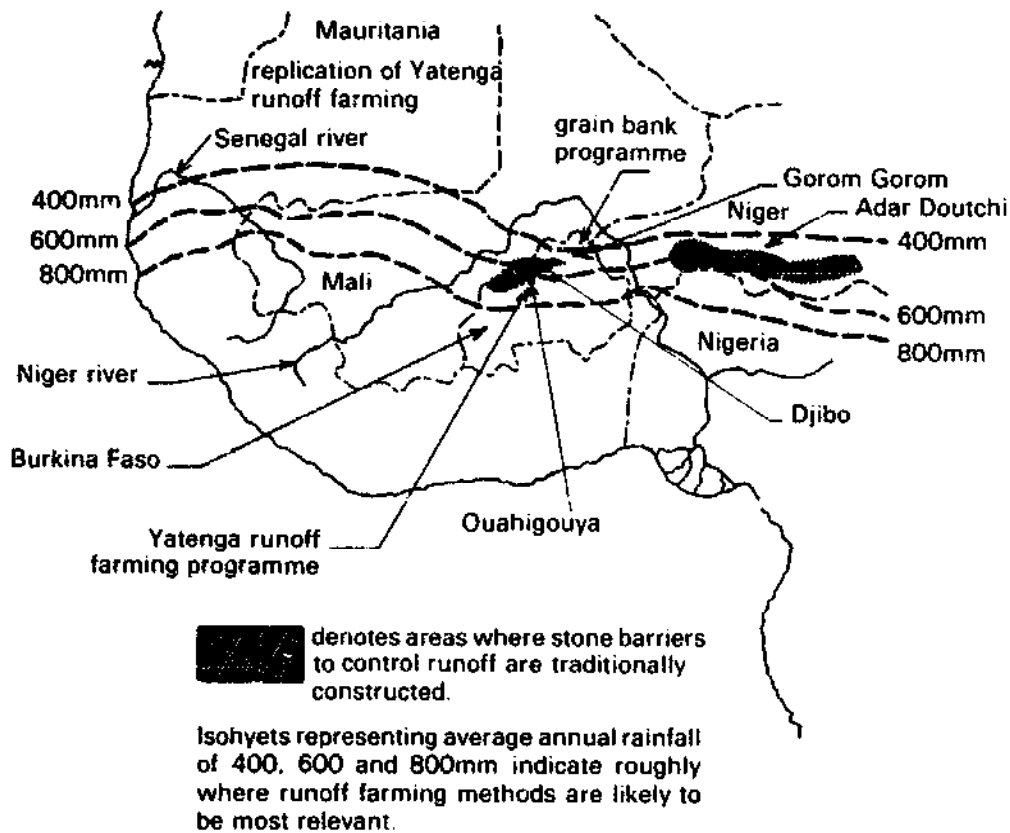 Mauritania
replication of Yatenga
runoff farming
Senegal river
grain bank
programme
Gorom Gorom
Niger
Adar Doutchi
400mm
600mm
800mm
400mm
600mm
800mm
Mali
Nigeria
Niger river
Djibo
Burkina Faso
Ouahigouya
Yatenga runoff
farming programme
denotes areas where stone barriers
to control runoff are traditionally
constructed.
Isohyets representing average annual rainfall
of 400, 600 and 800mm indicate roughly
where runoff farming methods are likely to
be most relevant.